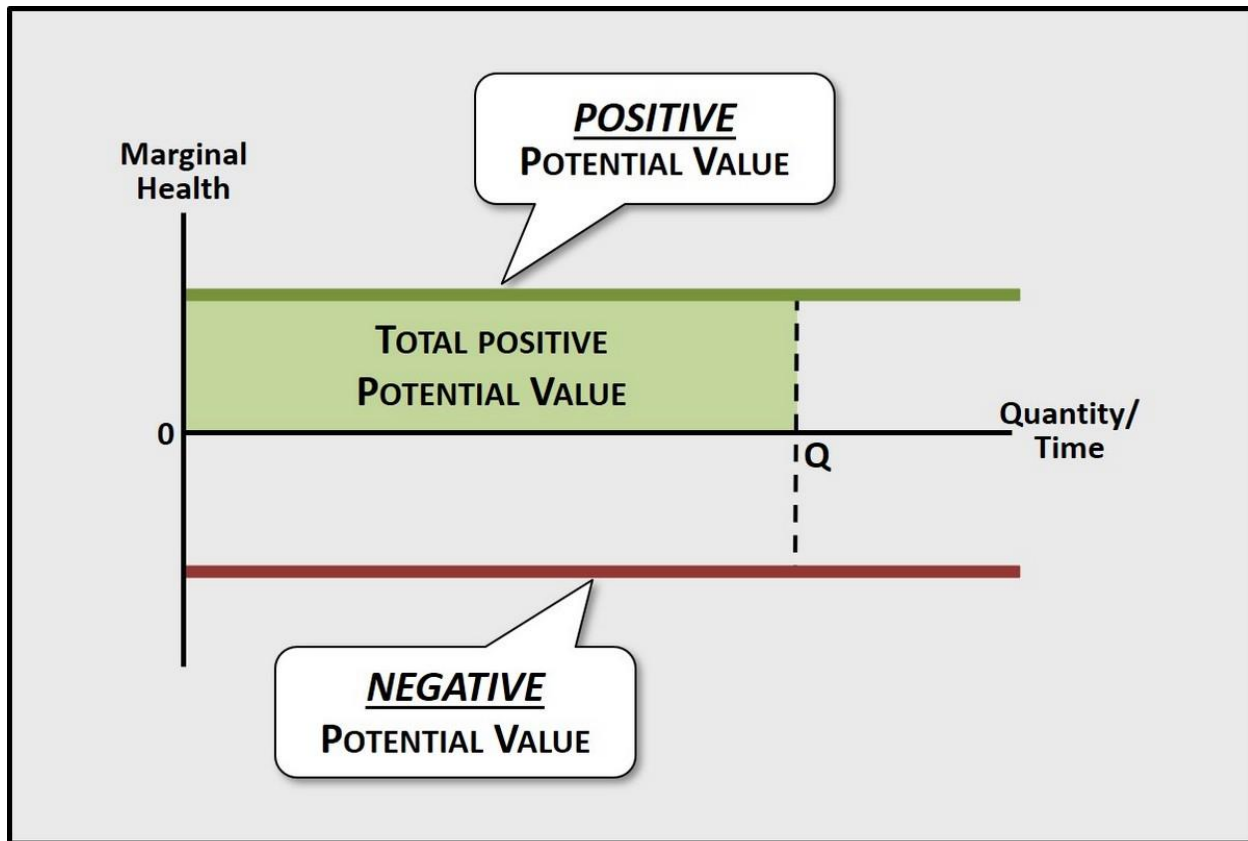 POSITIVE
POTENTIAL VALUE
Marginal
Health
TOTAL POSITIVE
POTENTIAL VALUE
0
Quantity/
Time
Q
NEGATIVE
POTENTIAL VALUE